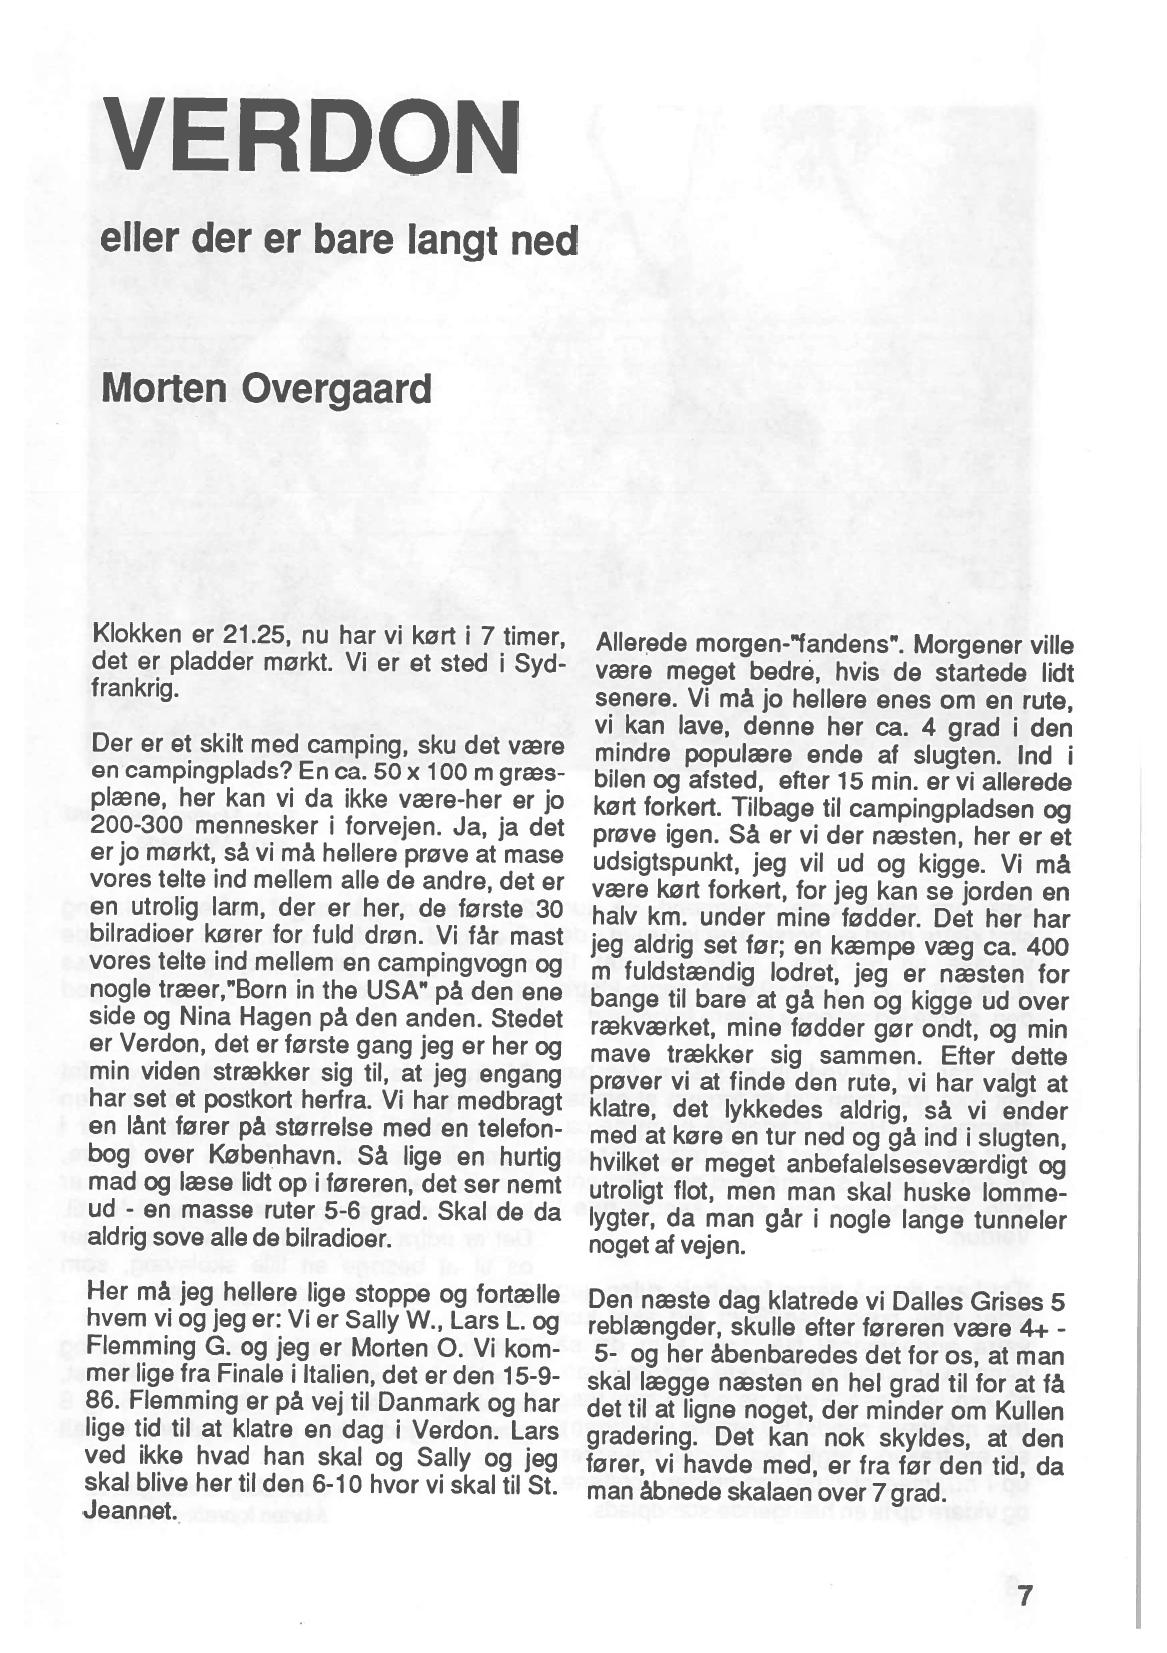 VERDON
eller der er bare langt ned
Morten Overgaard
Klokken er 21.25, nu har vi kørt i 7 timer,
det er pladder mørkt. Vi er et sted i Syd-
frankrig.
Der er et skilt med camping, sku det være
en campingplads? En ca. 50 x 100 m græs-
plæne, her kan vi da ikke være-her er jo
200-300 mennesker i forvejen. Ja, ja det
er jo mørkt, så vi må hellere prøve at mase
vores telte ind mellem alle de andre, det er
en utrolig larm, der er her, de første 30
bilradioer kører for fuld drøn. Vi får mast
vores telte ind mellem en campingvogn og
nogle træer,"Born in the USA" på den ene
side og Nina Hagen på den anden. Stedet
er Verdon, det er første gang jeg er her og
min viden strækker sig til, at jeg engang
har set et postkort herfra. Vi har medbragt
en lånt fører på størrelse med en telefon-
bog over København. Så lige en hurtig
mad og læse lidt op i føreren, det ser nemt
ud - en masse ruter 5-6 grad. Skal de da
aldrig sove alle de bilradioer.
Her må jeg hellere lige stoppe og fortælle
hvem vi og jeg er: Vi er Sally W., Lars L. og
Flemming G. og jeg er Morten O. Vi kom-
mer lige fra Finale i Italien, det er den 15-9-
86. Flemming er på vej til Danmark og har
lige tid til at klatre en dag i Verdon. Lars
ved ikke hvad han skal og Sally og jeg
skal blive her til den 6-10 hvor vi skal til St.
Jeannet.
Allerede morgen-"fandens". Morgener ville
være meget bedre, hvis de startede lidt
senere. Vi må jo hellere enes om en rute,
vi kan lave, denne her ca. 4 grad i den
mindre populære ende af slugten. Ind i
bilen og afsted, efter 15 min. er vi allerede
kørt forkert. Tilbage til campingpladsen og
prøve igen. Så er vi der næsten, her er et
udsigtspunkt, jeg vil ud og kigge. Vi må
være kørt forkert, for jeg kan se jorden en
halv km. under mine fødder. Det her har
jeg aldrig set før; en kæmpe væg ca. 400
m fuldstændig lodret, jeg er næsten for
bange til bare at gå hen og kigge ud over
rækværket, mine fødder gør ondt, og min
mave trækker sig sammen. Efter dette
prøver vi at finde den rute, vi har valgt at
klatre, det lykkedes aldrig, så vi ender
med at køre en tur ned og gå ind i slugten,
hvilket er meget anbefalelsesværdigt og
utroligt flot, men man skal huske lomme-
lygter, da man går i nogle lange tunneler
noget af vejen.
Den næste dag klatrede vi Dalles Grises 5
reblængder, skulle efter føreren være 4+ -
5- og her åbenbaredes det for os, at man
skal lægge næsten en hel grad til for at få
det til at ligne noget, der minder om Kullen
gradering. Det kan nok skyldes, at den
fører, vi havde med, er fra før den tid, da
man åbnede skalaen over 7 grad.
7